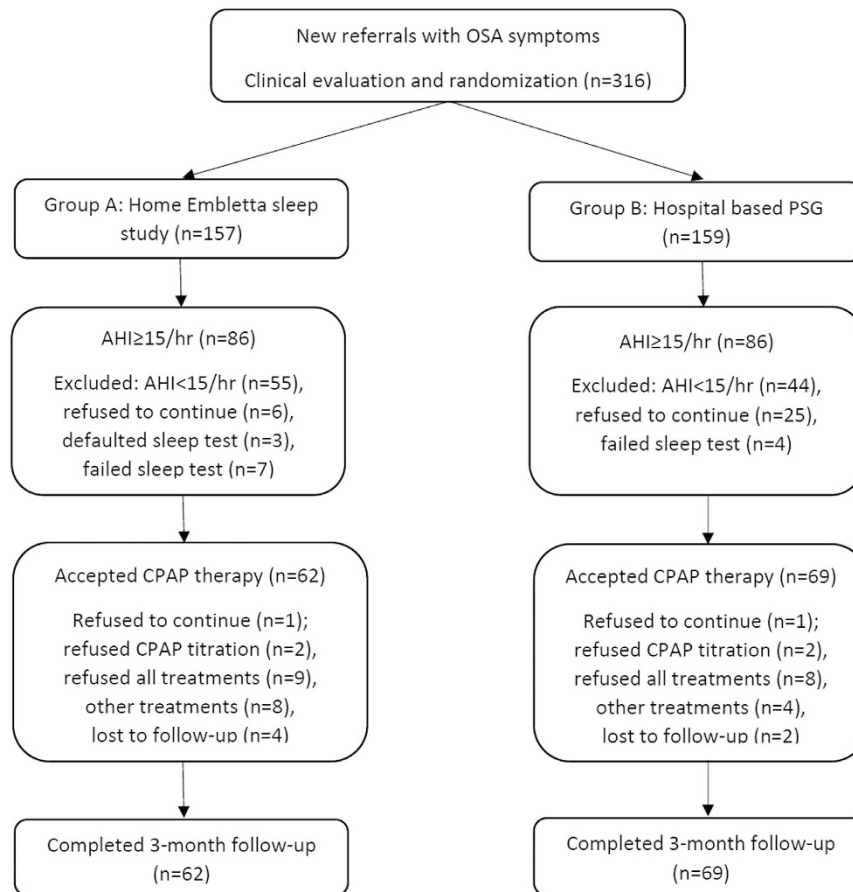 New referrals with OSA symptoms
Clinical evaluation and randomization (n=316)
Group A: Home Embletta sleep
study (n=157)
Group B: Hospital based PSG
(n=159)
AHI≥15/hr (n=86)
Excluded: AHI<15/hr (n=55),
refused to continue (n=6),
defaulted sleep test (n=3),
failed sleep test (n=7)
AHI≥15/hr (n=86)
Excluded: AHI<15/hr (n=44),
refused to continue (n=25),
failed sleep test (n=4)
Accepted CPAP therapy (n=62)
Refused to continue (n=1);
refused CPAP titration (n=2),
refused all treatments (n=9),
other treatments (n=8),
lost to follow-up (n=4)
Accepted CPAP therapy (n=69)
Refused to continue (n=1);
refused CPAP titration (n=2),
refused all treatments (n=8),
other treatments (n=4),
lost to follow-up (n=2)
Completed 3-month follow-up
(n=62)
Completed 3-month follow-up
(n=69)